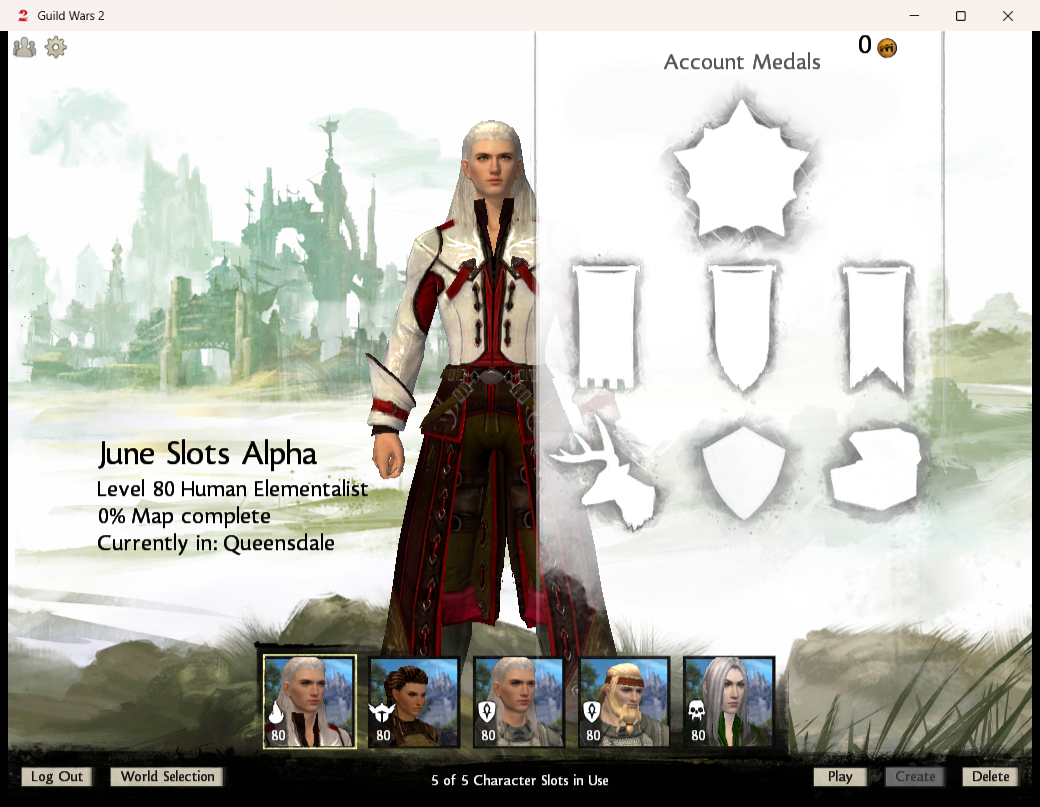 Guild Wars 2
0
Account Medals
June Slots Alpha
Level 80 Human Elementalist
0% Map complete
Currently in: Queensdale
80
80
80
80
80
Log Out
World Selection
5 of 5 Character Slots in Use
Play
Create
Delete